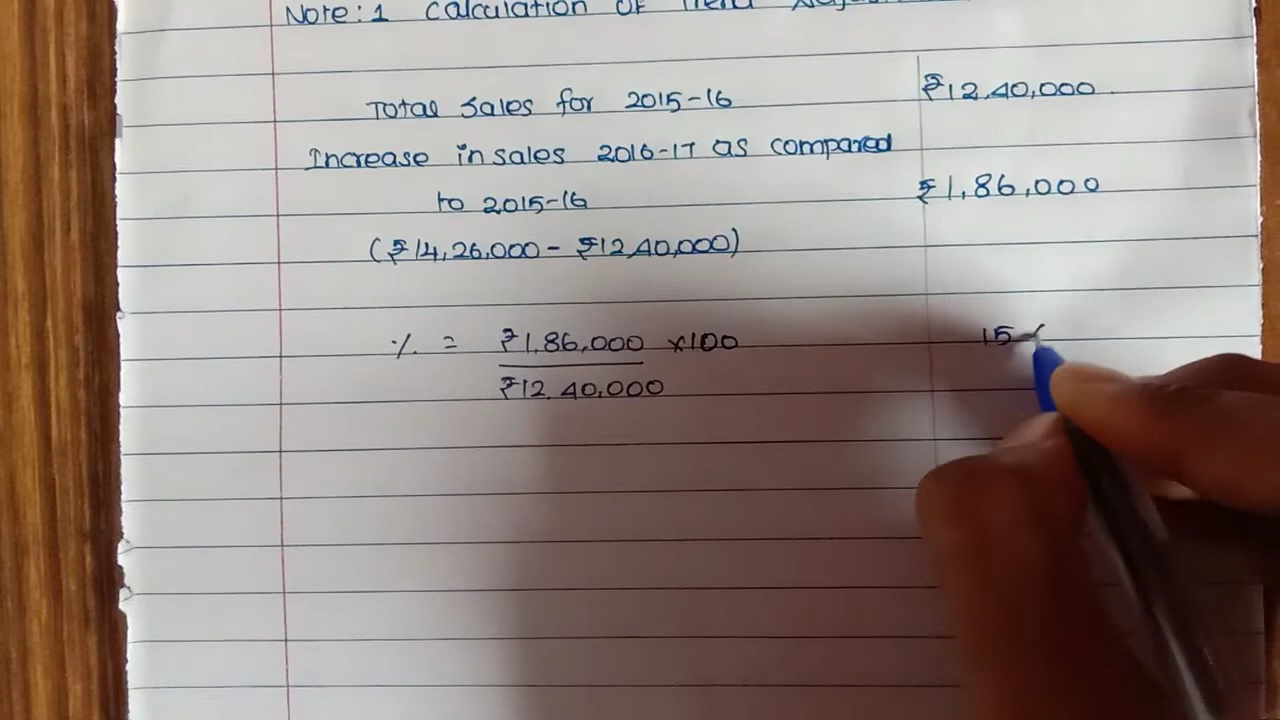 Note: 1 Calculation of
Total Sales for 2015-16 ₹12,40,000
Increase in sales 2016-17 as compared
to 2015-16 ₹1,86,000
(₹14,26,000 - ₹12,40,000)
% = ₹1,86,000 ×100 15
₹12,40,000